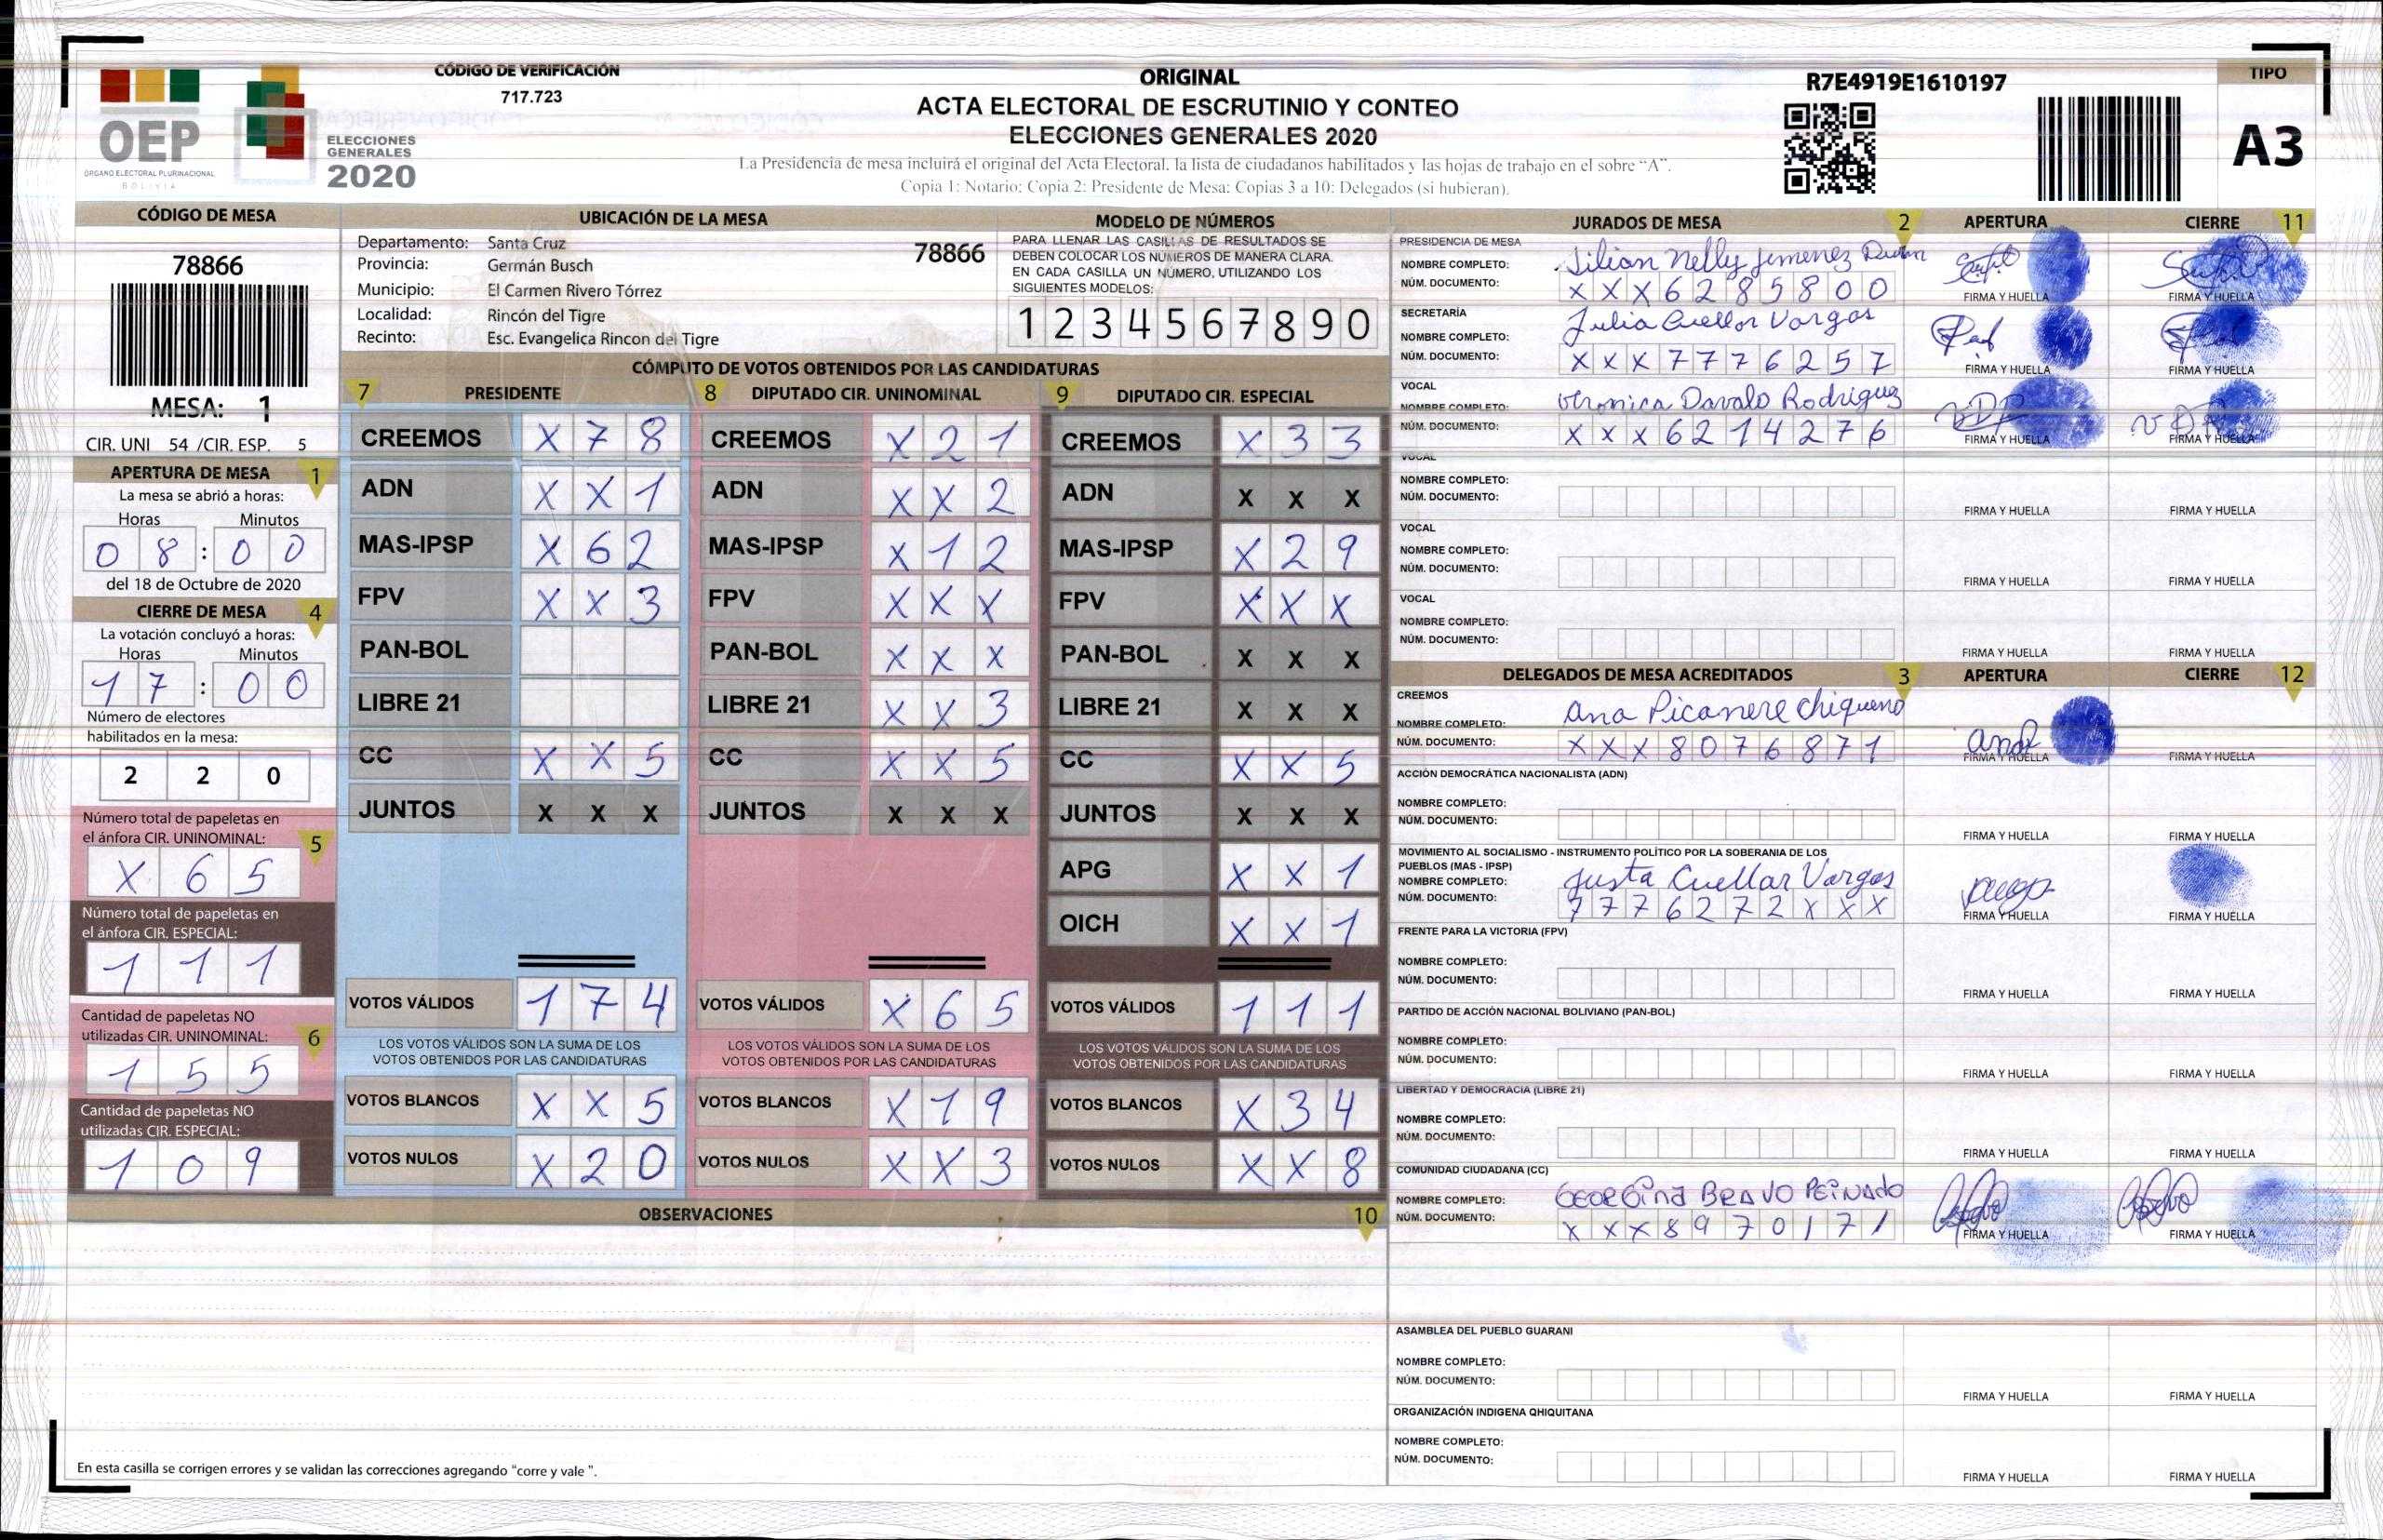 CÓDIGO DE VERIFICACIÓN
717.723
OEP
ÓRGANO ELECTORAL PLURINACIONAL
BOLIVIA
ELECCIONES
GENERALES
2020
ORIGINAL
ACTA ELECTORAL DE ESCRUTINIO Y CONTEO
ELECCIONES GENERALES 2020
La Presidencia de mesa incluirá el original del Acta Electoral, la lista de ciudadanos habilitados y las hojas de trabajo en el sobre “A”.
Copia 1: Notario; Copia 2: Presidente de Mesa; Copias 3 a 10: Delegados (si hubieran).
R7E4919E1610197
TIPO
A3
CÓDIGO DE MESA
78866
MESA: 1
CIR. UNI 54 /CIR. ESP. 5
APERTURA DE MESA 1
La mesa se abrió a horas:
Horas Minutos
0 8 : 0 0
del 18 de Octubre de 2020
CIERRE DE MESA 4
La votación concluyó a horas:
Horas Minutos
1 7 : 0 0
Número de electores
habilitados en la mesa:
2 2 0
Número total de papeletas en
el ánfora CIR. UNINOMINAL: 5
X 6 5
Número total de papeletas en
el ánfora CIR. ESPECIAL:
1 1 1
Cantidad de papeletas NO
utilizadas CIR. UNINOMINAL: 6
1 5 5
Cantidad de papeletas NO
utilizadas CIR. ESPECIAL:
1 0 9
UBICACIÓN DE LA MESA
Departamento: Santa Cruz 78866
Provincia: Germán Busch
Municipio: El Carmen Rivero Tórrez
Localidad: Rincón del Tigre
Recinto: Esc. Evangelica Rincon del Tigre
MODELO DE NÚMEROS
PARA LLENAR LAS CASILLAS DE RESULTADOS SE
DEBEN COLOCAR LOS NÚMEROS DE MANERA CLARA.
EN CADA CASILLA UN NÚMERO, UTILIZANDO LOS
SIGUIENTES MODELOS:
1 2 3 4 5 6 7 8 9 0
CÓMPUTO DE VOTOS OBTENIDOS POR LAS CANDIDATURAS
7 PRESIDENTE
CREEMOS X 7 8
ADN X X 1
MAS-IPSP X 6 2
FPV X X 3
PAN-BOL
LIBRE 21
CC X X 5
JUNTOS X X X
VOTOS VÁLIDOS 1 7 4
LOS VOTOS VÁLIDOS SON LA SUMA DE LOS
VOTOS OBTENIDOS POR LAS CANDIDATURAS
VOTOS BLANCOS X X 5
VOTOS NULOS X 2 0
8 DIPUTADO CIR. UNINOMINAL
CREEMOS X 2 1
ADN X X 2
MAS-IPSP X 1 2
FPV X X X
PAN-BOL X X X
LIBRE 21 X X 3
CC X X 5
JUNTOS X X X
VOTOS VÁLIDOS X 6 5
LOS VOTOS VÁLIDOS SON LA SUMA DE LOS
VOTOS OBTENIDOS POR LAS CANDIDATURAS
VOTOS BLANCOS X 1 9
VOTOS NULOS X X 3
9 DIPUTADO CIR. ESPECIAL
CREEMOS X 3 3
ADN X X X
MAS-IPSP X 2 9
FPV X X X
PAN-BOL X X X
LIBRE 21 X X X
CC X X 5
JUNTOS X X X
APG X X 1
OICH X X 1
VOTOS VÁLIDOS 1 1 1
LOS VOTOS VÁLIDOS SON LA SUMA DE LOS
VOTOS OBTENIDOS POR LAS CANDIDATURAS
VOTOS BLANCOS X 3 4
VOTOS NULOS X X 8
OBSERVACIONES 10
En esta casilla se corrigen errores y se validan las correcciones agregando “corre y vale ”.
JURADOS DE MESA 2 APERTURA CIERRE 11
PRESIDENCIA DE MESA
NOMBRE COMPLETO: Lilian Nelly Jimenez Duran
NÚM. DOCUMENTO: X X X 6 2 8 5 8 0 0
FIRMA Y HUELLA FIRMA Y HUELLA
SECRETARÍA
NOMBRE COMPLETO: Julia Cuellar Vargas
NÚM. DOCUMENTO: X X X 7 7 7 6 2 5 7
FIRMA Y HUELLA FIRMA Y HUELLA
VOCAL
NOMBRE COMPLETO: Veronica Davalo Rodriguez
NÚM. DOCUMENTO: X X X 6 2 1 4 2 7 6
FIRMA Y HUELLA FIRMA Y HUELLA
VOCAL
NOMBRE COMPLETO:
NÚM. DOCUMENTO:
FIRMA Y HUELLA FIRMA Y HUELLA
VOCAL
NOMBRE COMPLETO:
NÚM. DOCUMENTO:
FIRMA Y HUELLA FIRMA Y HUELLA
VOCAL
NOMBRE COMPLETO:
NÚM. DOCUMENTO:
FIRMA Y HUELLA FIRMA Y HUELLA
DELEGADOS DE MESA ACREDITADOS 3 APERTURA CIERRE 12
CREEMOS
NOMBRE COMPLETO: Ana Picanere Chiqueno
NÚM. DOCUMENTO: X X X 8 0 7 6 8 7 1
FIRMA Y HUELLA FIRMA Y HUELLA
ACCIÓN DEMOCRÁTICA NACIONALISTA (ADN)
NOMBRE COMPLETO:
NÚM. DOCUMENTO:
FIRMA Y HUELLA FIRMA Y HUELLA
MOVIMIENTO AL SOCIALISMO - INSTRUMENTO POLÍTICO POR LA SOBERANIA DE LOS
PUEBLOS (MAS - IPSP)
NOMBRE COMPLETO: Justa Cuellar Vargas
NÚM. DOCUMENTO: 7 7 7 6 2 7 2 X X X
FIRMA Y HUELLA FIRMA Y HUELLA
FRENTE PARA LA VICTORIA (FPV)
NOMBRE COMPLETO:
NÚM. DOCUMENTO:
FIRMA Y HUELLA FIRMA Y HUELLA
PARTIDO DE ACCIÓN NACIONAL BOLIVIANO (PAN-BOL)
NOMBRE COMPLETO:
NÚM. DOCUMENTO:
FIRMA Y HUELLA FIRMA Y HUELLA
LIBERTAD Y DEMOCRACIA (LIBRE 21)
NOMBRE COMPLETO:
NÚM. DOCUMENTO:
FIRMA Y HUELLA FIRMA Y HUELLA
COMUNIDAD CIUDADANA (CC)
NOMBRE COMPLETO: GEORGINA BRAVO PEINADO
NÚM. DOCUMENTO: X X X 8 9 7 0 1 7 1
FIRMA Y HUELLA FIRMA Y HUELLA
ASAMBLEA DEL PUEBLO GUARANI
NOMBRE COMPLETO:
NÚM. DOCUMENTO:
FIRMA Y HUELLA FIRMA Y HUELLA
ORGANIZACIÓN INDIGENA QHIQUITANA
NOMBRE COMPLETO:
NÚM. DOCUMENTO:
FIRMA Y HUELLA FIRMA Y HUELLA